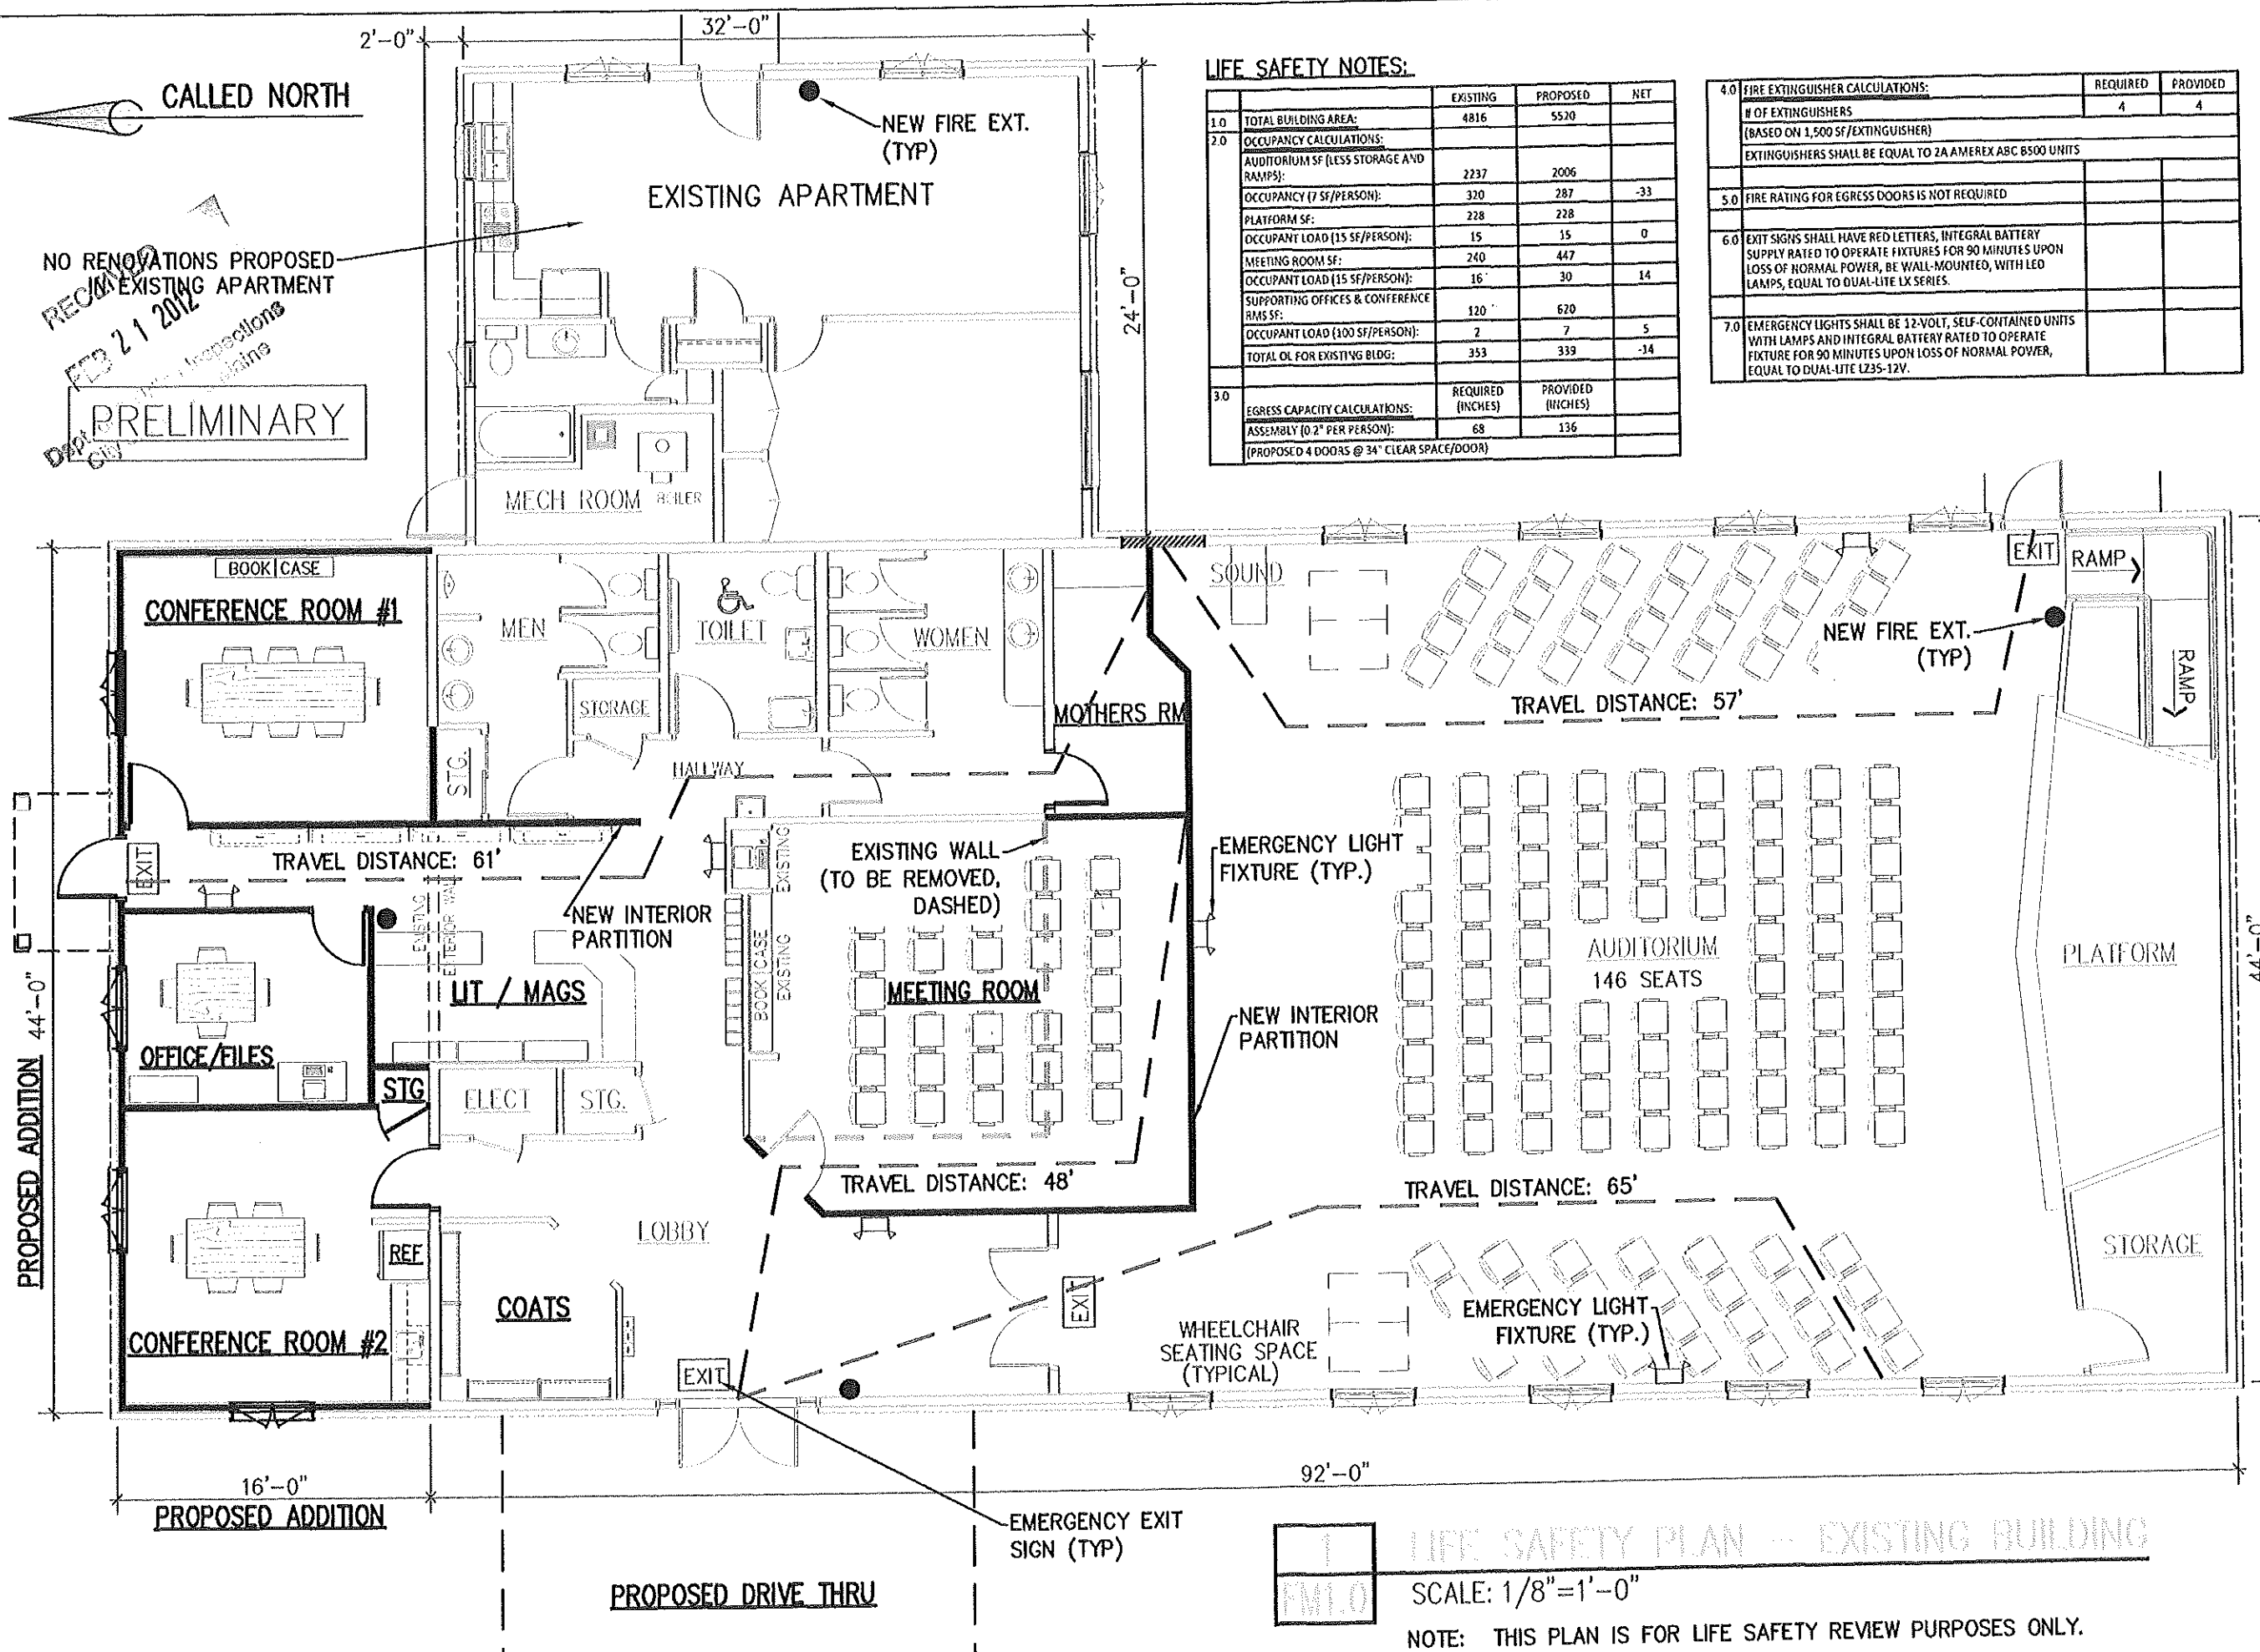 2'-0"
32'-0"
CALLED NORTH
NEW FIRE EXT.
(TYP)
EXISTING APARTMENT
NO RENOVATIONS PROPOSED
IN EXISTING APARTMENT
RECEIVED
FEB 21 2012
Dept. of Building Inspections
City of Portland Maine
PRELIMINARY
24'-0"
MECH ROOM
BOILER
LIFE SAFETY NOTES:
EXISTING PROPOSED NET
1.0 TOTAL BUILDING AREA: 4816 5520
2.0 OCCUPANCY CALCULATIONS:
AUDITORIUM SF (LESS STORAGE AND
RAMPS): 2237 2006
OCCUPANCY (7 SF/PERSON): 320 287 -33
PLATFORM SF: 228 228
OCCUPANT LOAD (15 SF/PERSON): 15 15 0
MEETING ROOM SF: 240 447
OCCUPANT LOAD (15 SF/PERSON): 16 30 14
SUPPORTING OFFICES & CONFERENCE
RMS SF: 120 620
OCCUPANT LOAD (100 SF/PERSON): 2 7 5
TOTAL OL FOR EXISTING BLDG: 353 339 -14
3.0 EGRESS CAPACITY CALCULATIONS: REQUIRED (INCHES) PROVIDED (INCHES)
ASSEMBLY (0.2" PER PERSON): 68 136
(PROPOSED 4 DOORS @ 34" CLEAR SPACE/DOOR)
4.0 FIRE EXTINGUISHER CALCULATIONS: REQUIRED PROVIDED
# OF EXTINGUISHERS 4 4
(BASED ON 1,500 SF/EXTINGUISHER)
EXTINGUISHERS SHALL BE EQUAL TO 2A AMEREX ABC B500 UNITS
5.0 FIRE RATING FOR EGRESS DOORS IS NOT REQUIRED
6.0 EXIT SIGNS SHALL HAVE RED LETTERS, INTEGRAL BATTERY
SUPPLY RATED TO OPERATE FIXTURES FOR 90 MINUTES UPON
LOSS OF NORMAL POWER, BE WALL-MOUNTED, WITH LED
LAMPS, EQUAL TO DUAL-LITE LX SERIES.
7.0 EMERGENCY LIGHTS SHALL BE 12-VOLT, SELF-CONTAINED UNITS
WITH LAMPS AND INTEGRAL BATTERY RATED TO OPERATE
FIXTURE FOR 90 MINUTES UPON LOSS OF NORMAL POWER,
EQUAL TO DUAL-LITE LZ35-12V.
BOOK CASE
CONFERENCE ROOM #1
MEN
TOILET
WOMEN
SOUND
EXIT
RAMP
NEW FIRE EXT.
(TYP)
RAMP
STORAGE
MOTHERS RM
TRAVEL DISTANCE: 57'
STG.
HALLWAY
EXIT
TRAVEL DISTANCE: 61'
EXISTING
EXISTING WALL
(TO BE REMOVED,
DASHED)
EMERGENCY LIGHT
FIXTURE (TYP.)
NEW INTERIOR
PARTITION
EXISTING
EXTERIOR WALL
BOOK CASE
EXISTING
AUDITORIUM
146 SEATS
PLATFORM
44'-0"
LIT / MAGS
MEETING ROOM
NEW INTERIOR
PARTITION
OFFICE/FILES
STG
ELECT
STG.
PROPOSED ADDITION
44'-0"
TRAVEL DISTANCE: 48'
TRAVEL DISTANCE: 65'
LOBBY
REF
STORAGE
COATS
EXIT
EMERGENCY LIGHT
FIXTURE (TYP.)
CONFERENCE ROOM #2
WHEELCHAIR
SEATING SPACE
(TYPICAL)
EXIT
16'-0"
92'-0"
PROPOSED ADDITION
EMERGENCY EXIT
SIGN (TYP)
PROPOSED DRIVE THRU
1
FM1.0
LIFE SAFETY PLAN - EXISTING BUILDING
SCALE: 1/8"=1'-0"
NOTE: THIS PLAN IS FOR LIFE SAFETY REVIEW PURPOSES ONLY.